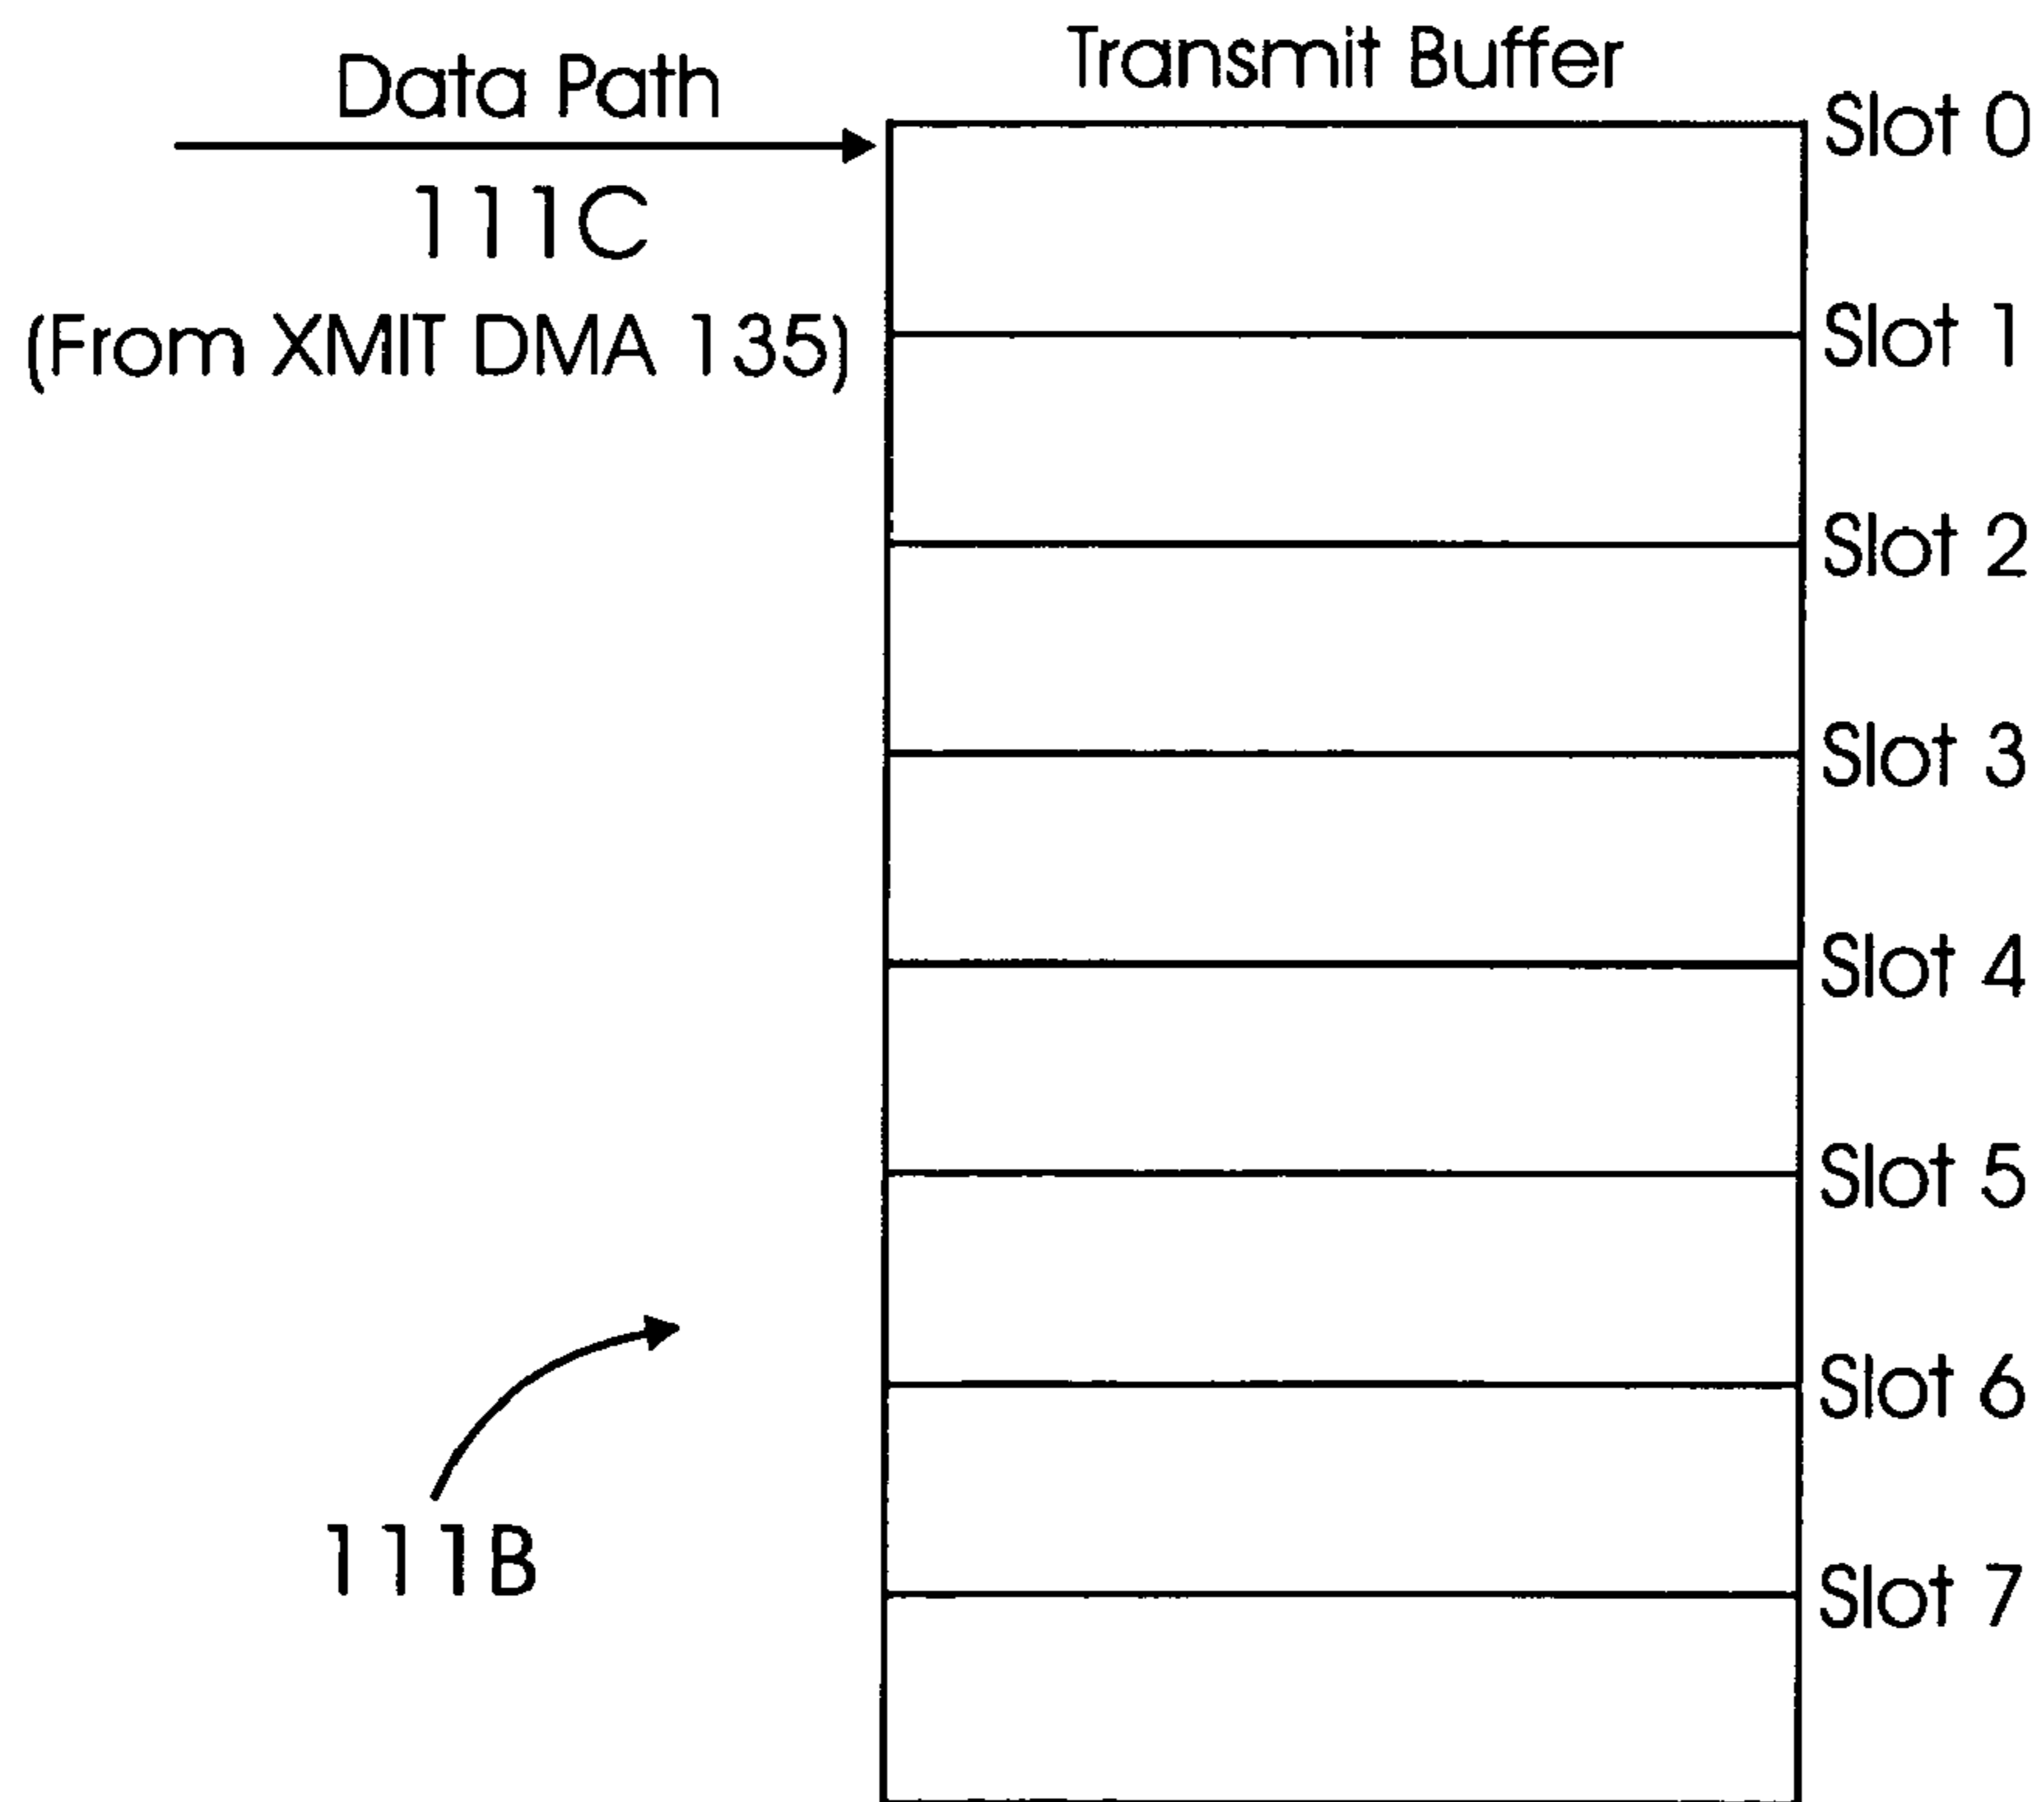 Transmit Buffer
Data Path
111C
(From XMIT DMA 135)
Slot 0
Slot 1
Slot 2
Slot 3
Slot 4
Slot 5
Slot 6
Slot 7
111B